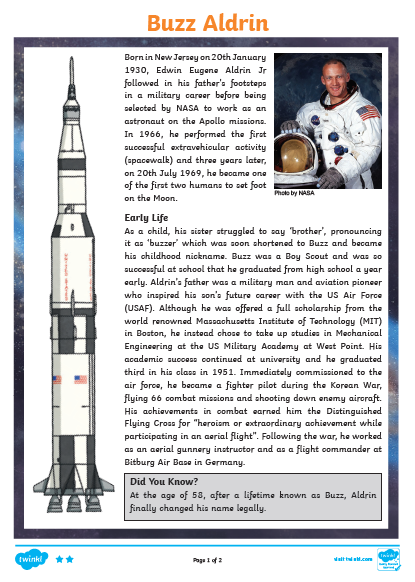 Buzz Aldrin
Born in New Jersey on 20th January
1930, Edwin Eugene Aldrin Jr
followed in his father's footsteps
in a military career before being
selected by NASA to work as an
astronaut on the Apollo missions.
In 1966, he performed the first
successful extravehicular activity
(spacewalk) and three years later,
on 20th July 1969, he became one
of the first two humans to set foot
on the Moon.
Photo by NASA
Early Life
As a child, his sister struggled to say 'brother', pronouncing
it as 'buzzer' which was soon shortened to Buzz and became
his childhood nickname. Buzz was a Boy Scout and was so
successful at school that he graduated from high school a year
early. Aldrin's father was a military man and aviation pioneer
who inspired his son's future career with the US Air Force
(USAF). Although he was offered a full scholarship from the
world renowned Massachusetts Institute of Technology (MIT)
in Boston, he instead chose to take up studies in Mechanical
Engineering at the US Military Academy at West Point. His
academic success continued at university and he graduated
third in his class in 1951. Immediately commissioned to the
air force, he became a fighter pilot during the Korean War,
flying 66 combat missions and shooting down enemy aircraft.
His achievements in combat earned him the Distinguished
Flying Cross for "heroism or extraordinary achievement while
participating in an aerial flight". Following the war, he worked
as an aerial gunnery instructor and as a flight commander at
Bitburg Air Base in Germany.
Did You Know?
At the age of 58, after a lifetime known as Buzz, Aldrin
finally changed his name legally.
twinkl
Page 1 of 2
visit twinkl.com
twinkl